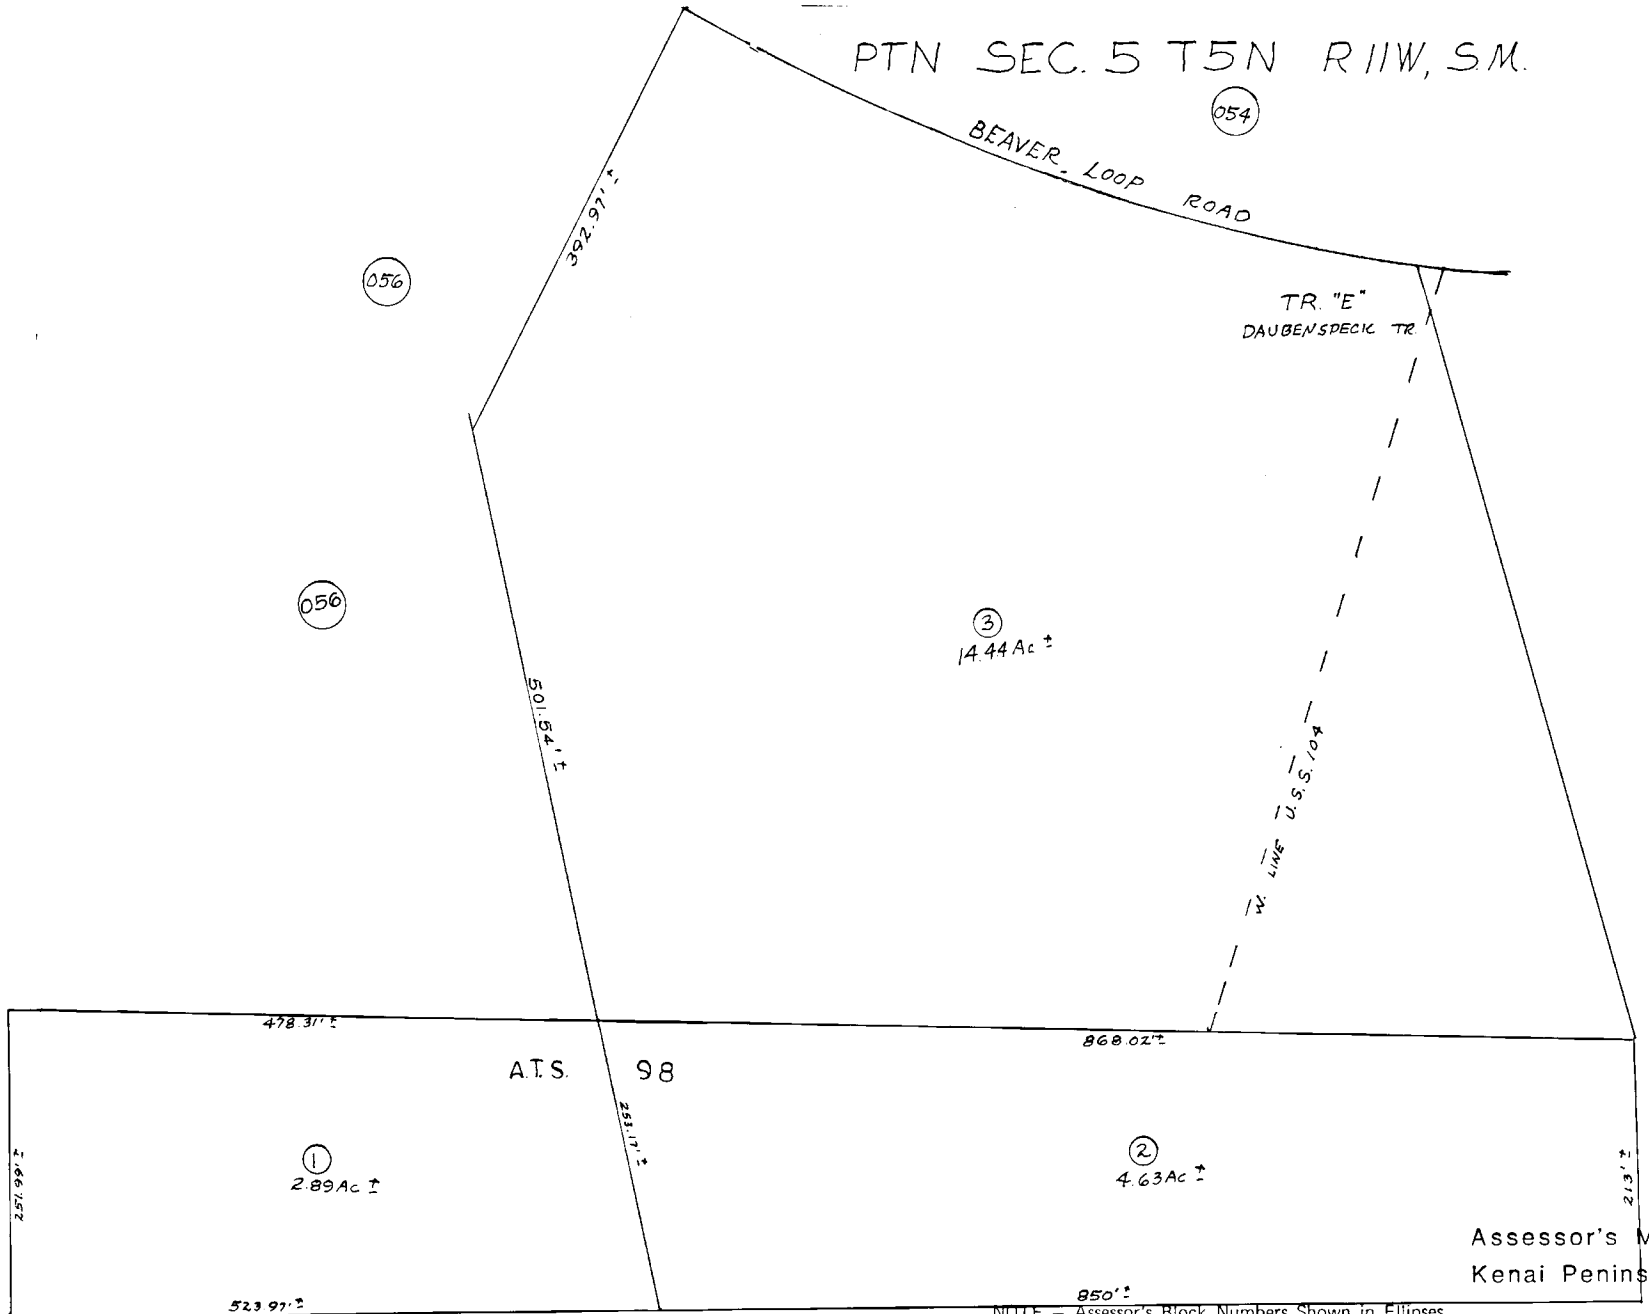 PTN SEC. 5 T5N R11W, S.M.
054
BEAVER LOOP ROAD
392.97' ±
056
TR. "E"
DAUBENSPECK TR.
056
3
14.44 Ac ±
501.54' ±
W. LINE U.S.S. 104
478.31' ±
868.02' ±
A.T.S. 98
253.17' ±
1
2.89 Ac ±
2
4.63 Ac ±
251.99' ±
213' ±
Assessor's M
Kenai Penins
523.97' ±
850' ±
NOTE – Assessor's Block Numbers Shown in Ellipses